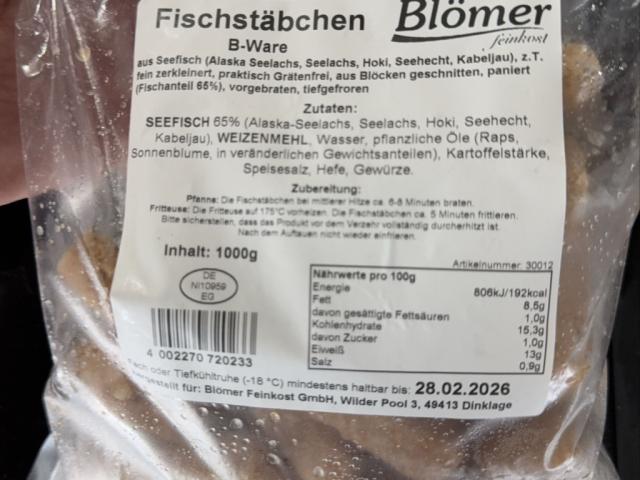 Fischstäbchen
Blömer
feinkost
B-Ware
aus Seefisch (Alaska Seelachs, Seelachs, Hoki, Seehecht, Kabeljau), z.T.
fein zerkleinert, praktisch Grätenfrei, aus Blöcken geschnitten, paniert
(Fischanteil 65%), vorgebraten, tiefgefroren
Zutaten:
SEEFISCH 65% (Alaska-Seelachs, Seelachs, Hoki, Seehecht,
Kabeljau), WEIZENMEHL, Wasser, pflanzliche Öle (Raps,
Sonnenblume, in veränderlichen Gewichtsanteilen), Kartoffelstärke,
Speisesalz, Hefe, Gewürze.
Zubereitung:
Pfanne: Die Fischstäbchen bei mittlerer Hitze ca. 6-8 Minuten braten.
Fritteuse: Die Fritteuse auf 175°C vorheizen. Die Fischstäbchen ca. 5 Minuten frittieren.
Bitte sicherstellen, dass das Produkt vor dem Verzehr vollständig durcherhitzt ist.
Nach dem Auftauen nicht wieder einfrieren.
Inhalt: 1000g
Artikelnummer: 30012
DE
NI10959
EG
Nährwerte pro 100g
Energie 806kJ/192kcal
Fett 8,5g
davon gesättigte Fettsäuren 1,0g
Kohlenhydrate 15,3g
davon Zucker 1,0g
Eiweiß 13g
Salz 0,9g
4 002270 720233
oder Tiefkühltruhe (-18 °C) mindestens haltbar bis: 28.02.2026
für: Blömer Feinkost GmbH, Wilder Pool 3, 49413 Dinklage